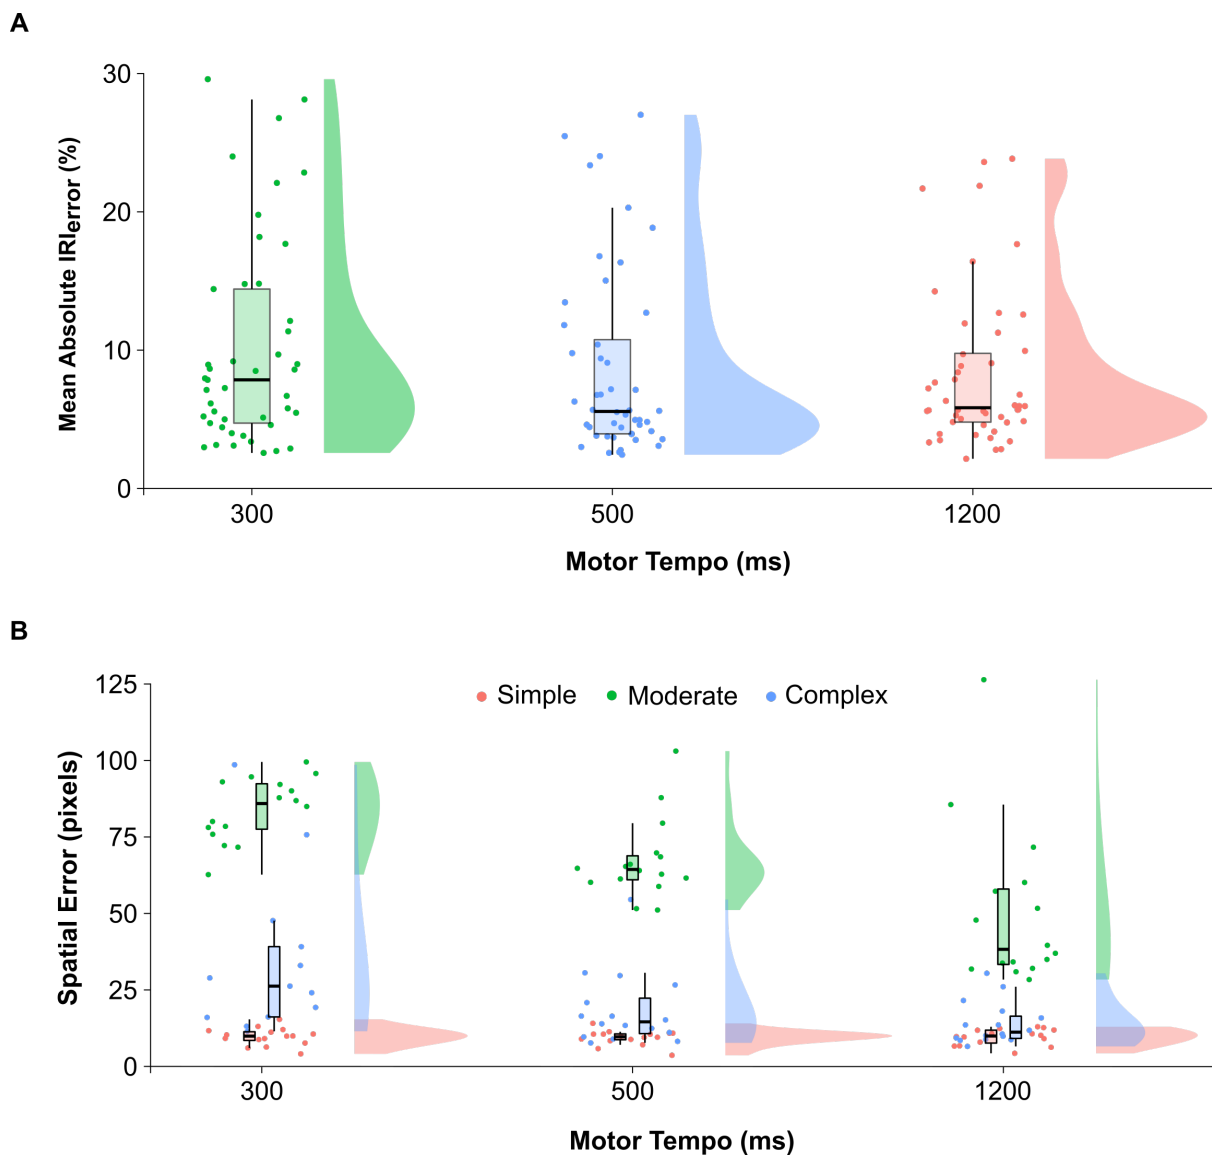 A
30
20
10
0
Mean Absolute IRIerror (%)
300 500 1200
Motor Tempo (ms)
B
125
100
75
50
25
0
Spatial Error (pixels)
Simple Moderate Complex
300 500 1200
Motor Tempo (ms)